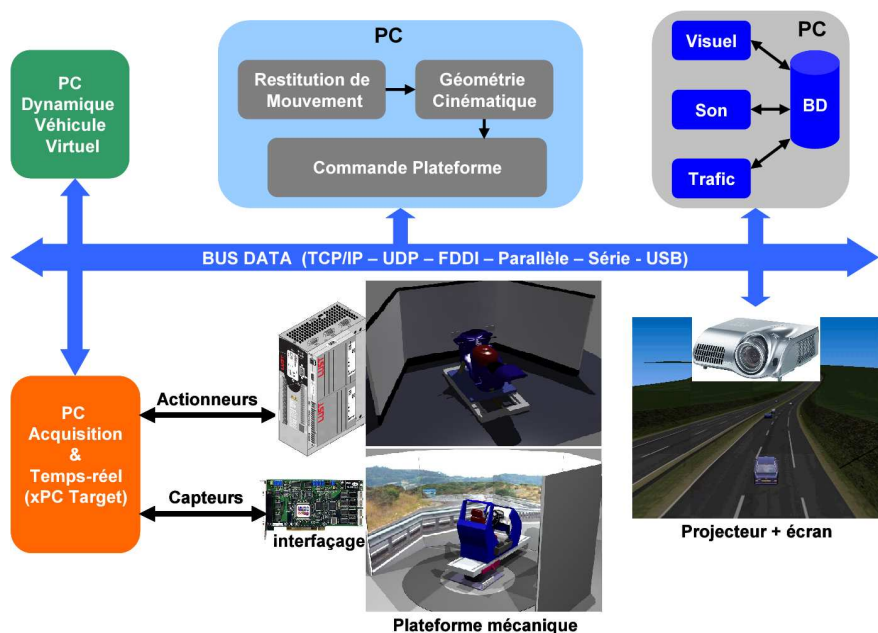 PC
Dynamique
Véhicule
Virtuel
PC
Restitution de
Mouvement
Géométrie
Cinématique
Commande Plateforme
PC
Visuel
Son
Trafic
BD
BUS DATA (TCP/IP – UDP – FDDI – Parallèle – Série - USB)
PC
Acquisition
&
Temps-réel
(xPC Target)
Actionneurs
Capteurs
LUST
LUST
interfaçage
Plateforme mécanique
Projecteur + écran